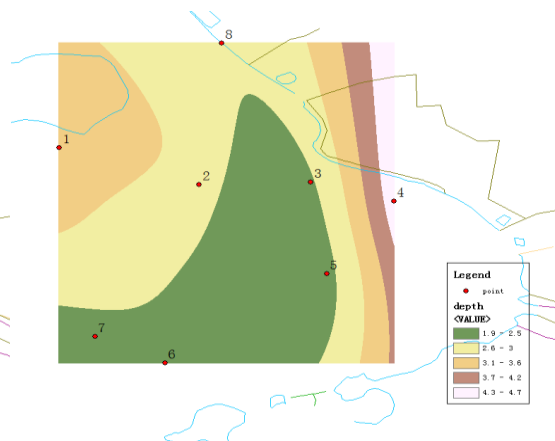 8
1
2
3
4
5
7
6
Legend
point
depth
<VALUE>
1.9 - 2.5
2.6 - 3
3.1 - 3.6
3.7 - 4.2
4.3 - 4.7